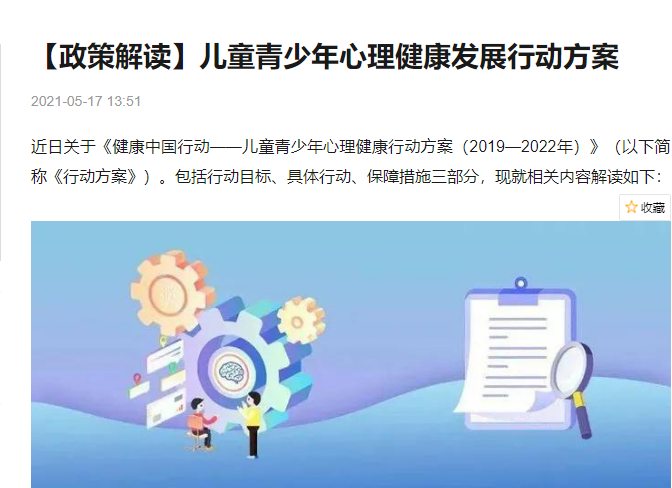 【政策解读】儿童青少年心理健康发展行动方案
2021-05-17 13:51
近日关于《健康中国行动——儿童青少年心理健康行动方案（2019—2022年）》（以下简
称《行动方案》）。包括行动目标、具体行动、保障措施三部分，现就相关内容解读如下：
收藏